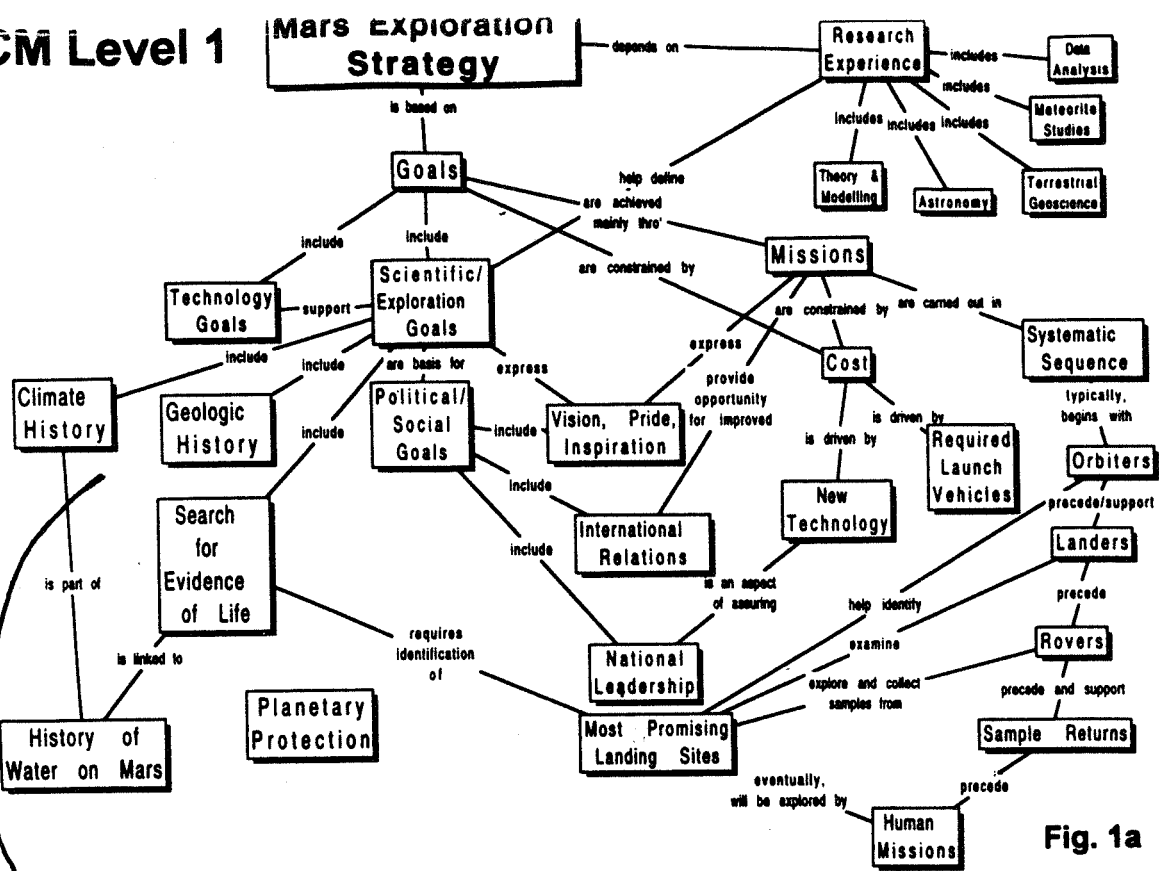 CM Level 1
Mars Exploration
Strategy
depends on
Research
Experience
includes
Data
Analysis
includes
Meteorite
Studies
includes
includes
includes
Theory &
Modelling
Astronomy
Terrestrial
Geoscience
is based on
Goals
help define
are achieved
mainly thro'
include
include
are constrained by
Missions
Technology
Goals
support
Scientific/
Exploration
Goals
are constrained by
are carried out in
Systematic
Sequence
include
include
are basis for
express
express
Cost
provide
opportunity
for improved
typically,
begins with
Climate
History
Geologic
History
include
Political/
Social
Goals
include
Vision, Pride,
Inspiration
is driven by
is driven by
Required
Launch
Vehicles
Orbiters
include
International
Relations
New
Technology
precede/support
Landers
Search
for
Evidence
of Life
include
is an aspect
of assuring
help identify
precede
is part of
requires
identification
of
examine
Rovers
is linked to
National
Leadership
explore and collect
samples from
precede and support
History of
Water on Mars
Planetary
Protection
Most Promising
Landing Sites
Sample Returns
eventually,
will be explored by
precede
Human
Missions
Fig. 1a